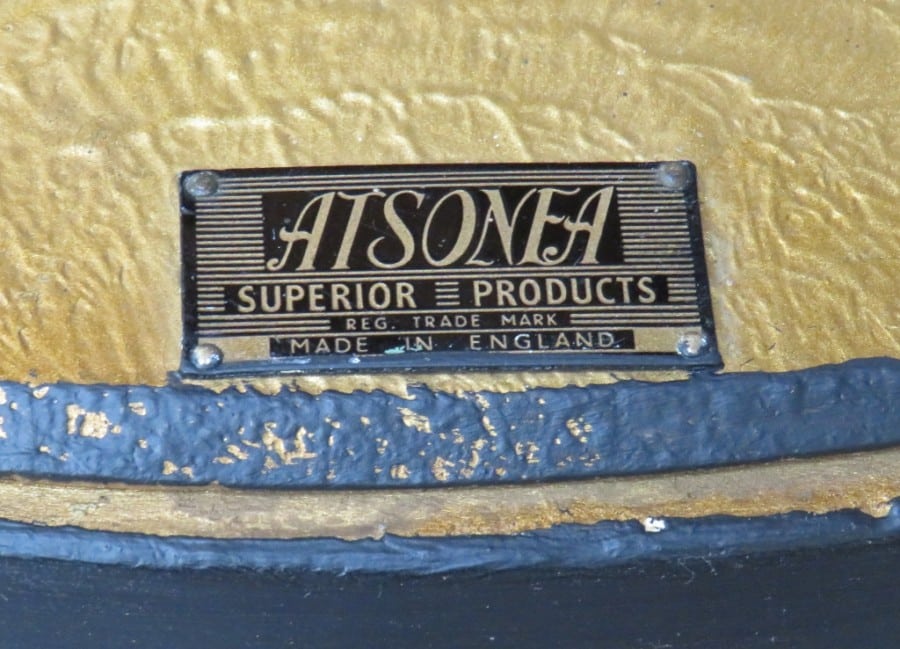 ATSONEA
SUPERIOR PRODUCTS
REG. TRADE MARK
MADE IN ENGLAND